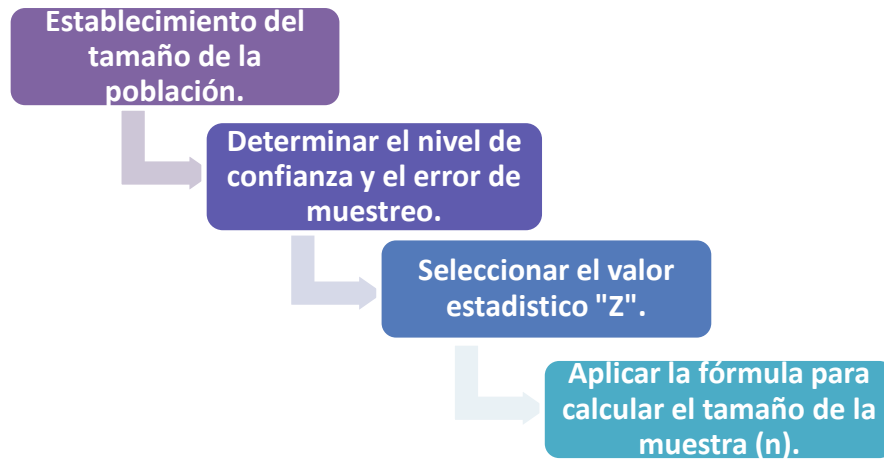 Establecimiento del
tamaño de la
población.
Determinar el nivel de
confianza y el error de
muestreo.
Seleccionar el valor
estadistico "Z".
Aplicar la fórmula para
calcular el tamaño de la
muestra (n).